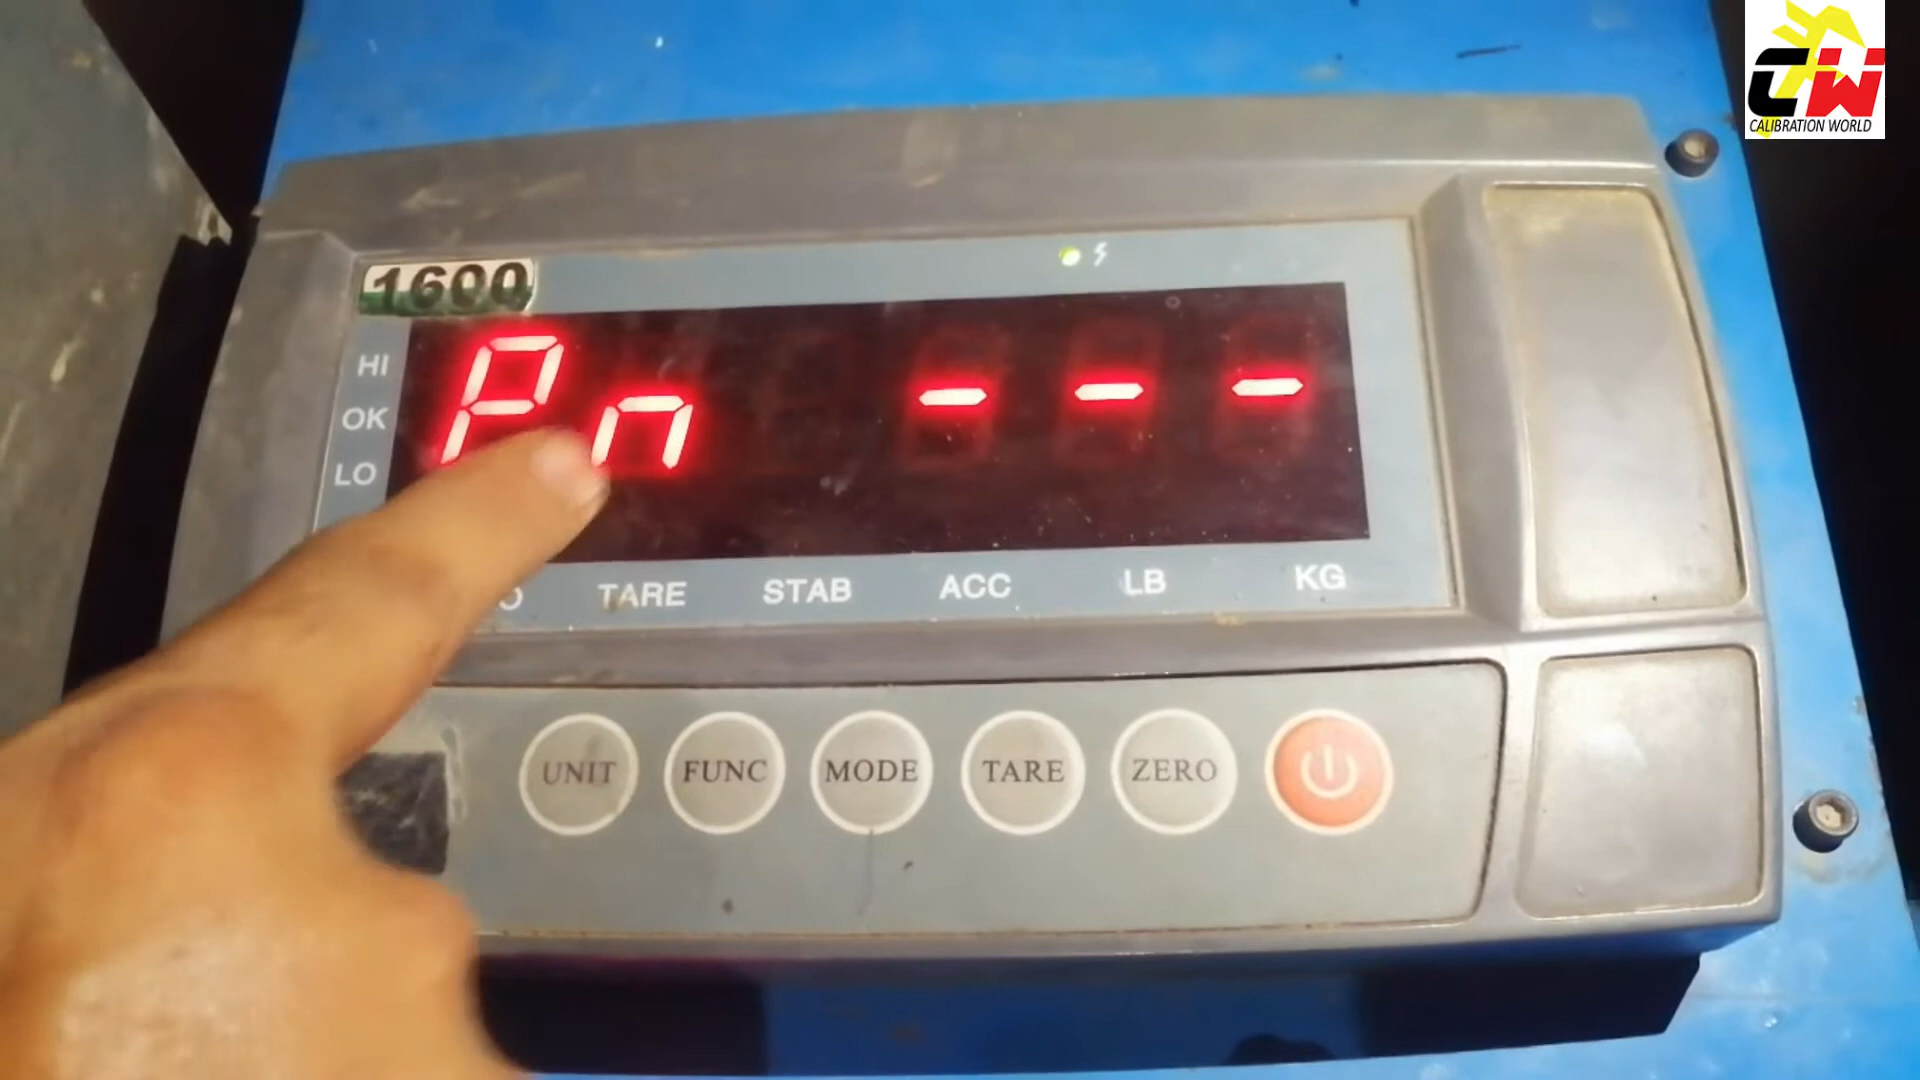 CW
CALIBRATION WORLD
1600
HI
OK
LO
Pn ---
TARE STAB ACC LB KG
UNIT FUNC MODE TARE ZERO